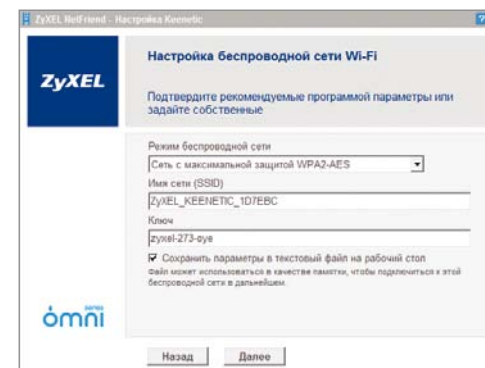 ZyXEL NetFriend - Настройка Keenetic
?
ZyXEL
Настройка беспроводной сети Wi-Fi
Подтвердите рекомендуемые программой параметры или
задайте собственные
Режим беспроводной сети
Сеть с максимальной защитой WPA2-AES
Имя сети (SSID)
ZyXEL_KEENETIC_1D7EBC
Ключ
zyxel-273-aye
Сохранить параметры в текстовый файл на рабочий стол
Файл может использоваться в качестве памятки, чтобы подключиться к этой
беспроводной сети в дальнейшем.
omni series
Назад Далее